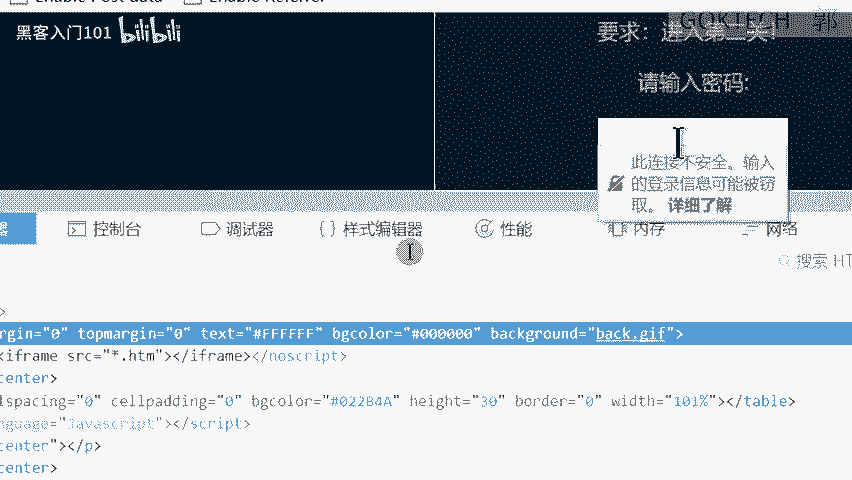 Enable Post data Enable Referrer
黑客入门101 bilibili
GOKTECH 郭
要求：进入第二关！
请输入密码:
此连接不安全。输入
的登录信息可能被窃
取。 详细了解
器 控制台 调试器 {} 样式编辑器 性能 内存 网络
搜索 HT
>
rgin="0" topmargin="0" text="#FFFFFF" bgcolor="#000000" background="back.gif">
<iframe src="*.htm"></iframe></noscript>
center>
lspacing="0" cellpadding="0" bgcolor="#022B4A" height="30" border="0" width="101%"></table>
nguage="Javascript"></script>
center"></p>
center>